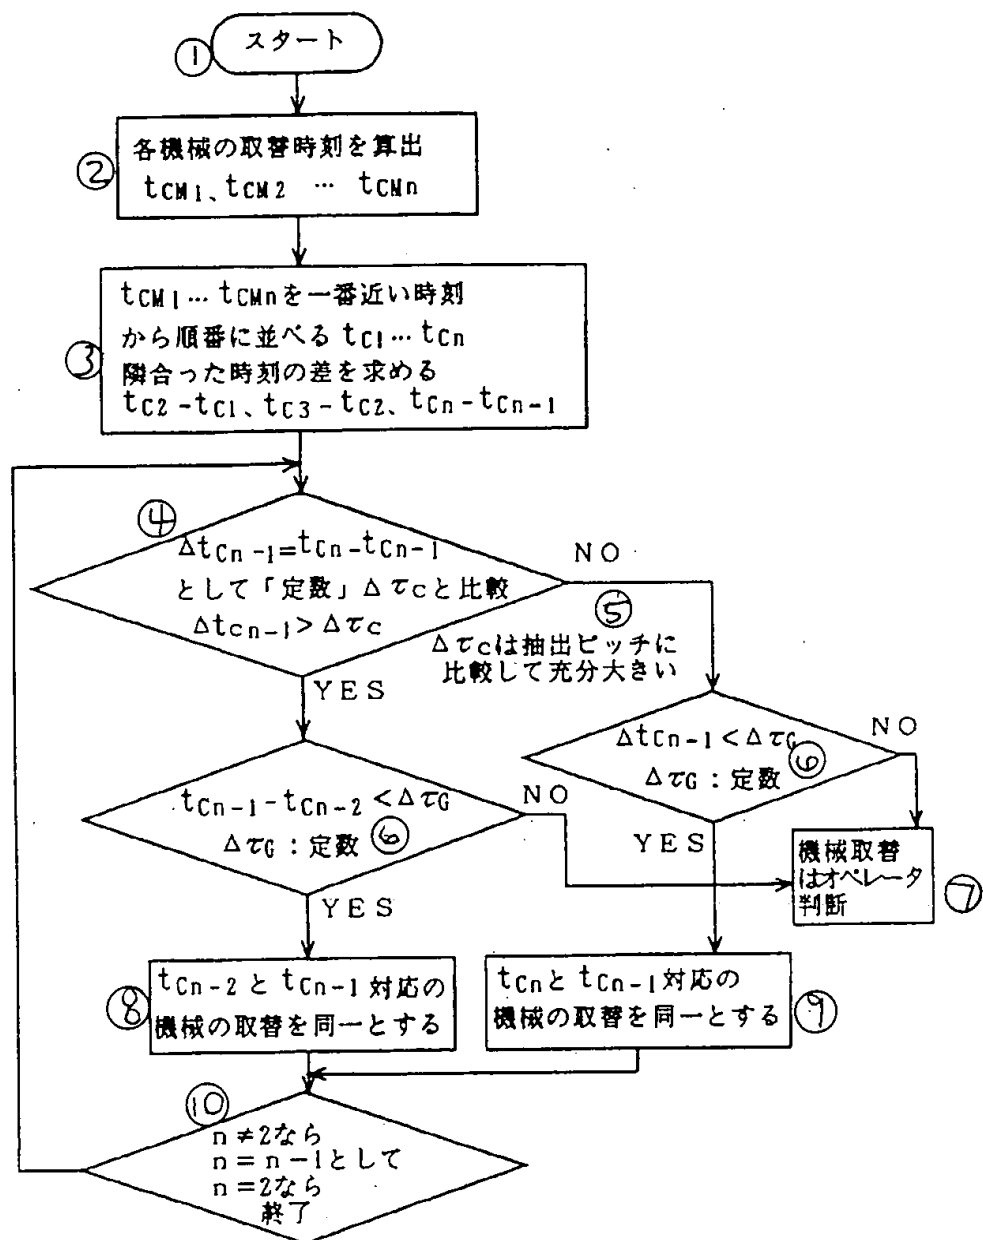 ① スタート
② 各機械の取替時刻を算出
tCM1、tCM2 … tCMn
③ tCM1…tCMnを一番近い時刻
から順番に並べる tC1…tCn
隣合った時刻の差を求める
tC2-tC1、tC3-tC2、tCn-tCn-1
④ ΔtCn-1=tCn-tCn-1
として「定数」Δτcと比較
Δtcn-1>Δτc
NO
YES
⑤
Δτcは抽出ピッチに
比較して充分大きい
ΔtCn-1<ΔτG
ΔτG:定数 ⑥
NO
YES
tCn-1-tCn-2<ΔτG
ΔτG:定数 ⑥
NO
YES
機械取替
はオペレータ
判断
⑦
⑧ tCn-2とtCn-1対応の
機械の取替を同一とする
tCnとtCn-1対応の
機械の取替を同一とする ⑨
⑩
n≠2なら
n=n-1として
n=2なら
終了